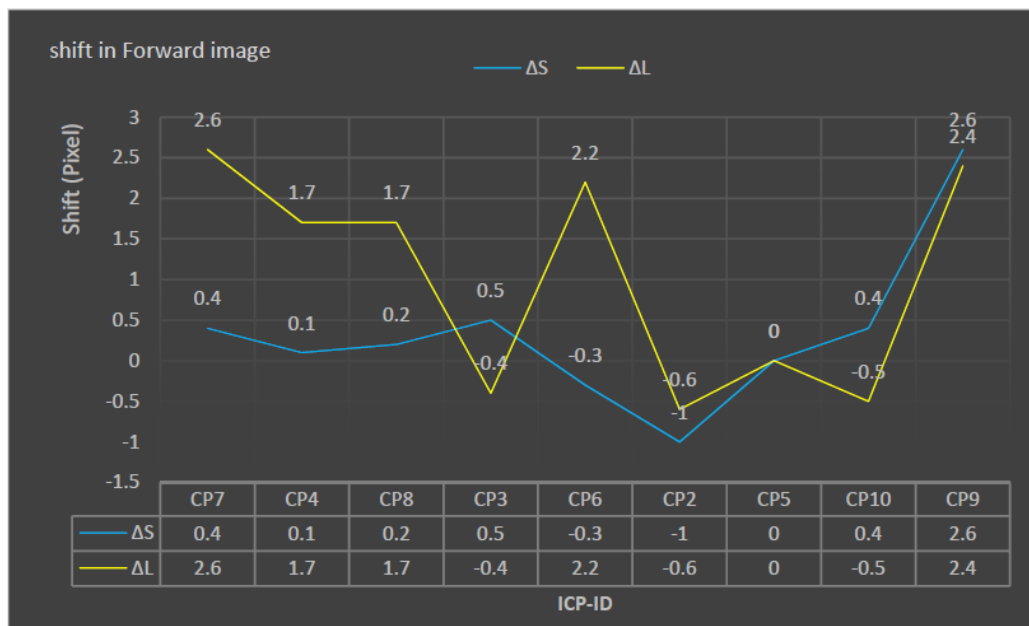 shift in Forward image
ΔS ΔL
Shift (Pixel)
3
2.5
2
1.5
1
0.5
0
-0.5
-1
-1.5
2.6 1.7 1.7 -0.4 2.2 -0.6 0 -0.5 2.4
0.4 0.1 0.2 0.5 -0.3 -1 0.4 2.6
CP7 CP4 CP8 CP3 CP6 CP2 CP5 CP10 CP9
ΔS 0.4 0.1 0.2 0.5 -0.3 -1 0 0.4 2.6
ΔL 2.6 1.7 1.7 -0.4 2.2 -0.6 0 -0.5 2.4
ICP-ID